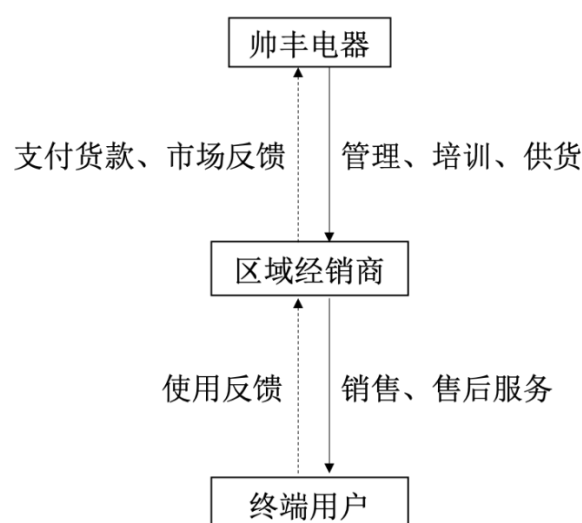 帅丰电器
支付货款、市场反馈
管理、培训、供货
区域经销商
使用反馈
销售、售后服务
终端用户